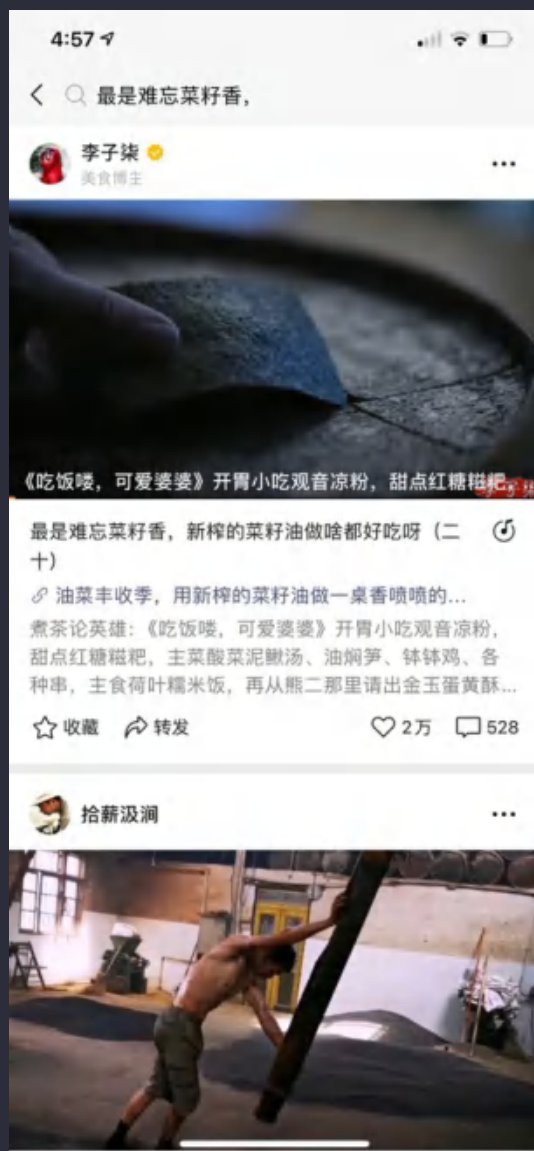 4:57
最是难忘菜籽香，
李子柒
美食博主
《吃饭喽，可爱婆婆》开胃小吃观音凉粉，甜点红糖糍粑，
最是难忘菜籽香，新榨的菜籽油做啥都好吃呀（二
十）
油菜丰收季，用新榨的菜籽油做一桌香喷喷的...
煮茶论英雄：《吃饭喽，可爱婆婆》开胃小吃观音凉粉，
甜点红糖糍粑，主菜酸菜泥鳅汤、油焖笋、钵钵鸡、各
种串，主食荷叶糯米饭，再从熊二那里请出金玉蛋黄酥...
收藏 转发 2万 528
拾薪汲涧